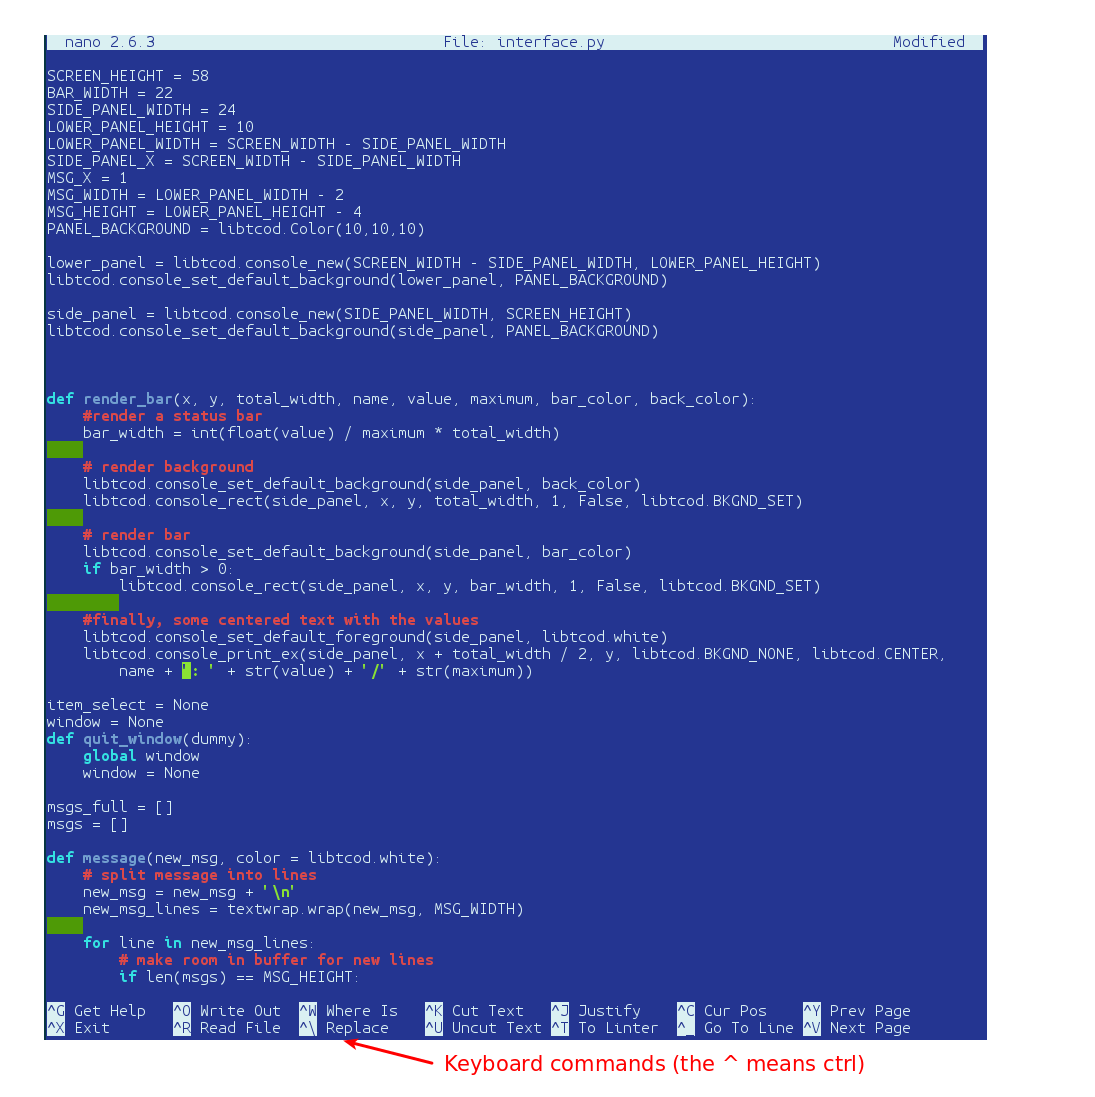 nano 2.6.3 File: interface.py Modified
SCREEN_HEIGHT = 58
BAR_WIDTH = 22
SIDE_PANEL_WIDTH = 24
LOWER_PANEL_HEIGHT = 10
LOWER_PANEL_WIDTH = SCREEN_WIDTH - SIDE_PANEL_WIDTH
SIDE_PANEL_X = SCREEN_WIDTH - SIDE_PANEL_WIDTH
MSG_X = 1
MSG_WIDTH = LOWER_PANEL_WIDTH - 2
MSG_HEIGHT = LOWER_PANEL_HEIGHT - 4
PANEL_BACKGROUND = libtcod.Color(10,10,10)
lower_panel = libtcod.console_new(SCREEN_WIDTH - SIDE_PANEL_WIDTH, LOWER_PANEL_HEIGHT)
libtcod.console_set_default_background(lower_panel, PANEL_BACKGROUND)
side_panel = libtcod.console_new(SIDE_PANEL_WIDTH, SCREEN_HEIGHT)
libtcod.console_set_default_background(side_panel, PANEL_BACKGROUND)
def render_bar(x, y, total_width, name, value, maximum, bar_color, back_color):
    #render a status bar
    bar_width = int(float(value) / maximum * total_width)
    # render background
    libtcod.console_set_default_background(side_panel, back_color)
    libtcod.console_rect(side_panel, x, y, total_width, 1, False, libtcod.BKGND_SET)
    # render bar
    libtcod.console_set_default_background(side_panel, bar_color)
    if bar_width > 0:
        libtcod.console_rect(side_panel, x, y, bar_width, 1, False, libtcod.BKGND_SET)
    #finally, some centered text with the values
    libtcod.console_set_default_foreground(side_panel, libtcod.white)
    libtcod.console_print_ex(side_panel, x + total_width / 2, y, libtcod.BKGND_NONE, libtcod.CENTER,
        name + ': ' + str(value) + '/' + str(maximum))
item_select = None
window = None
def quit_window(dummy):
    global window
    window = None
msgs_full = []
msgs = []
def message(new_msg, color = libtcod.white):
    # split message into lines
    new_msg = new_msg + '\n'
    new_msg_lines = textwrap.wrap(new_msg, MSG_WIDTH)
    for line in new_msg_lines:
        # make room in buffer for new lines
        if len(msgs) == MSG_HEIGHT:
^G Get Help ^O Write Out ^W Where Is ^K Cut Text ^J Justify ^C Cur Pos ^Y Prev Page
^X Exit ^R Read File ^\ Replace ^U Uncut Text ^T To Linter ^_ Go To Line ^V Next Page
Keyboard commands (the ^ means ctrl)